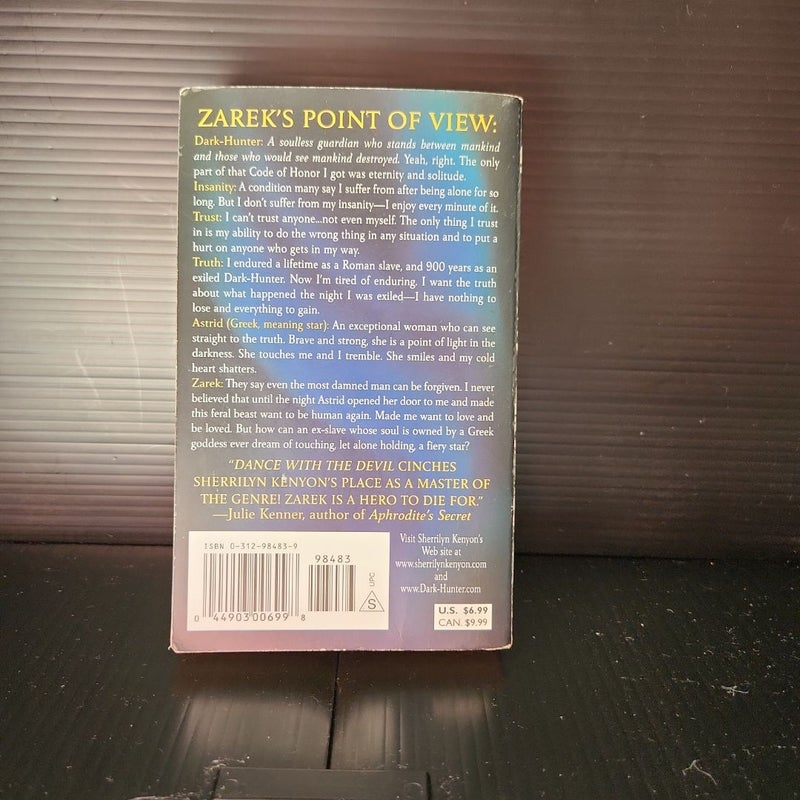 ZAREK'S POINT OF VIEW:
Dark-Hunter: A soulless guardian who stands between mankind
and those who would see mankind destroyed. Yeah, right. The only
part of that Code of Honor I got was eternity and solitude.
Insanity: A condition many say I suffer from after being alone for so
long. But I don't suffer from my insanity—I enjoy every minute of it.
Trust: I can't trust anyone...not even myself. The only thing I trust
in is my ability to do the wrong thing in any situation and to put a
hurt on anyone who gets in my way.
Truth: I endured a lifetime as a Roman slave, and 900 years as an
exiled Dark-Hunter. Now I'm tired of enduring. I want the truth
about what happened the night I was exiled—I have nothing to
lose and everything to gain.
Astrid (Greek, meaning star): An exceptional woman who can see
straight to the truth. Brave and strong, she is a point of light in the
darkness. She touches me and I tremble. She smiles and my cold
heart shatters.
Zarek: They say even the most damned man can be forgiven. I never
believed that until the night Astrid opened her door to me and made
this feral beast want to be human again. Made me want to love and
be loved. But how can an ex-slave whose soul is owned by a Greek
goddess ever dream of touching, let alone holding, a fiery star?
"DANCE WITH THE DEVIL CINCHES
SHERRILYN KENYON'S PLACE AS A MASTER OF
THE GENRE! ZAREK IS A HERO TO DIE FOR."
—Julie Kenner, author of Aphrodite's Secret
ISBN 0-312-98483-9
98483
UPC
S
0 44903 00699 8
Visit Sherrilyn Kenyon's
Web site at
www.sherrilynkenyon.com
and
www.Dark-Hunter.com
U.S. $6.99
CAN. $9.99